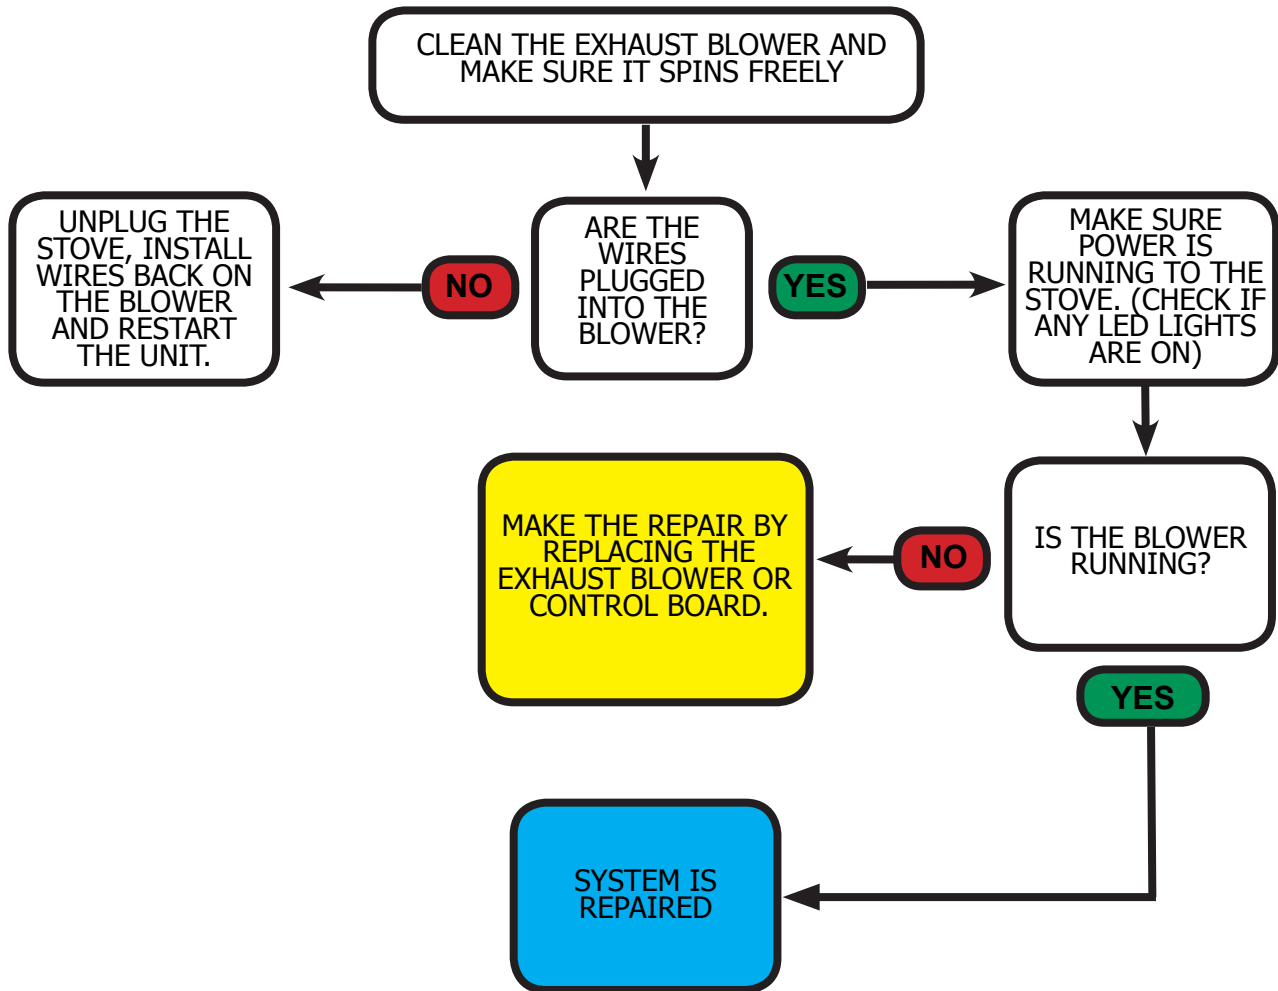 CLEAN THE EXHAUST BLOWER AND
MAKE SURE IT SPINS FREELY
UNPLUG THE
STOVE, INSTALL
WIRES BACK ON
THE BLOWER
AND RESTART
THE UNIT.
NO
ARE THE
WIRES
PLUGGED
INTO THE
BLOWER?
YES
MAKE SURE
POWER IS
RUNNING TO THE
STOVE. (CHECK IF
ANY LED LIGHTS
ARE ON)
MAKE THE REPAIR BY
REPLACING THE
EXHAUST BLOWER OR
CONTROL BOARD.
NO
IS THE BLOWER
RUNNING?
YES
SYSTEM IS
REPAIRED